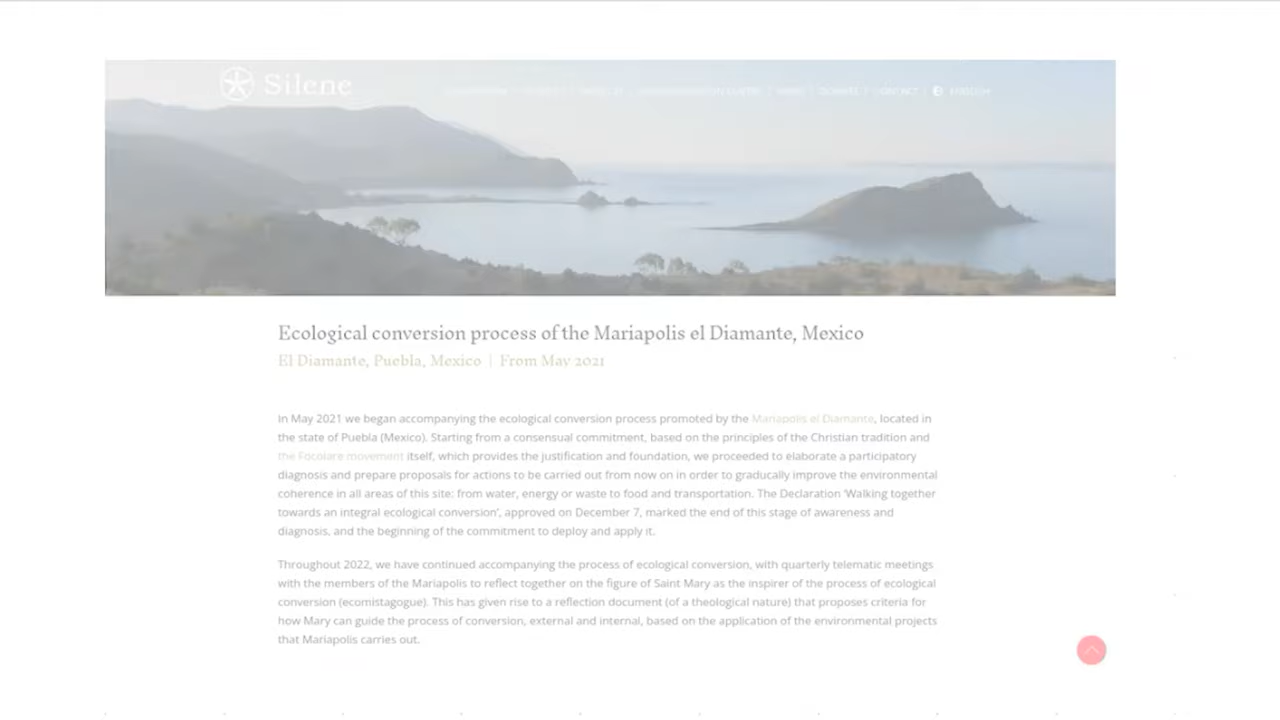 Silene
DONATE | CONTACT | ENGLISH
Ecological conversion process of the Mariapolis el Diamante, Mexico
El Diamante, Puebla, Mexico | From May 2021
In May 2021 we began accompanying the ecological conversion process promoted by the Mariapolis el Diamante, located in
the state of Puebla (Mexico). Starting from a consensual commitment, based on the principles of the Christian tradition and
the Focolare movement itself, which provides the justification and foundation, we proceeded to elaborate a participatory
diagnosis and prepare proposals for actions to be carried out from now on in order to graducally improve the environmental
coherence in all areas of this site: from water, energy or waste to food and transportation. The Declaration ‘Walking together
towards an integral ecological conversion’, approved on December 7, marked the end of this stage of awareness and
diagnosis, and the beginning of the commitment to deploy and apply it.
Throughout 2022, we have continued accompanying the process of ecological conversion, with quarterly telematic meetings
with the members of the Mariapolis to reflect together on the figure of Saint Mary as the inspirer of the process of ecological
conversion (ecomistagogue). This has given rise to a reflection document (of a theological nature) that proposes criteria for
how Mary can guide the process of conversion, external and internal, based on the application of the environmental projects
that Mariapolis carries out.